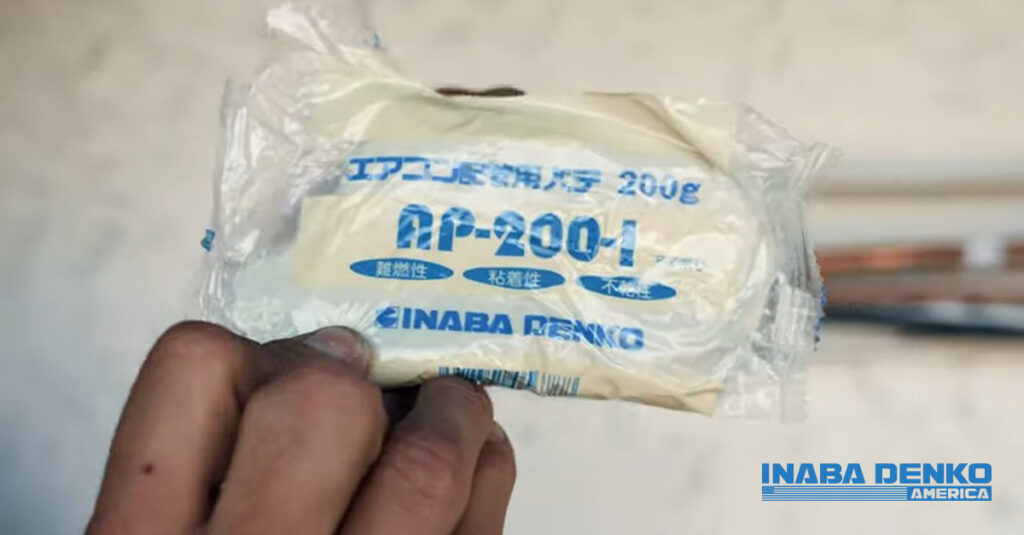 エアコン配管用パテ 200g
AP-200-I
難燃性 粘着性 不乾性
INABA DENKO
INABA DENKO
AMERICA